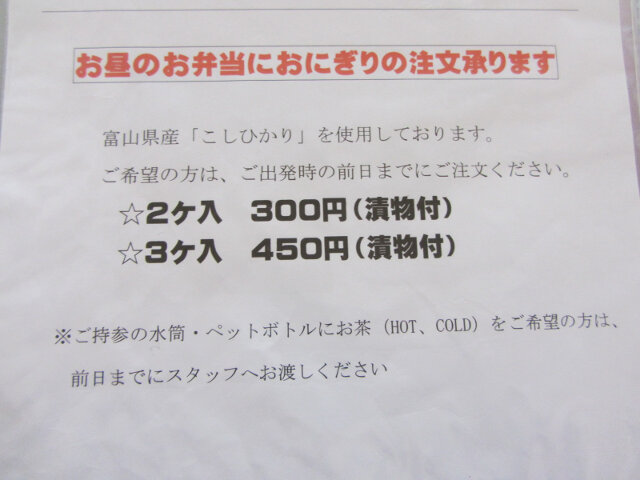 お昼のお弁当におにぎりの注文承ります
富山県産「こしひかり」を使用しております。
ご希望の方は、ご出発時の前日までにご注文ください。
☆2ケ入 300円(漬物付)
☆3ケ入 450円(漬物付)
※ご持参の水筒・ペットボトルにお茶(HOT、COLD)をご希望の方は、
前日までにスタッフへお渡しください